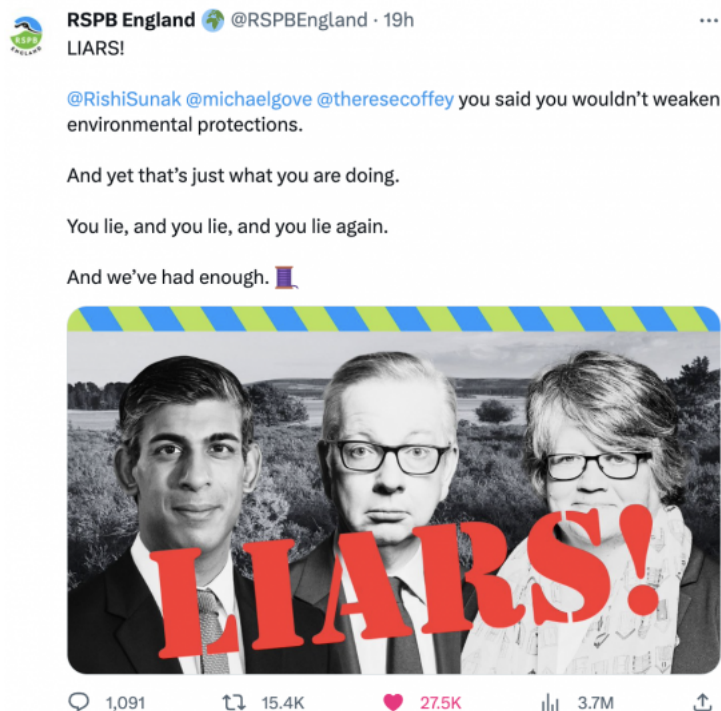 RSPB England @RSPBEngland · 19h
LIARS!
@RishiSunak @michaelgove @theresecoffey you said you wouldn't weaken
environmental protections.
And yet that's just what you are doing.
You lie, and you lie, and you lie again.
And we've had enough.
RSPB
ENGLAND
LIARS!
1,091 15.4K 27.5K 3.7M